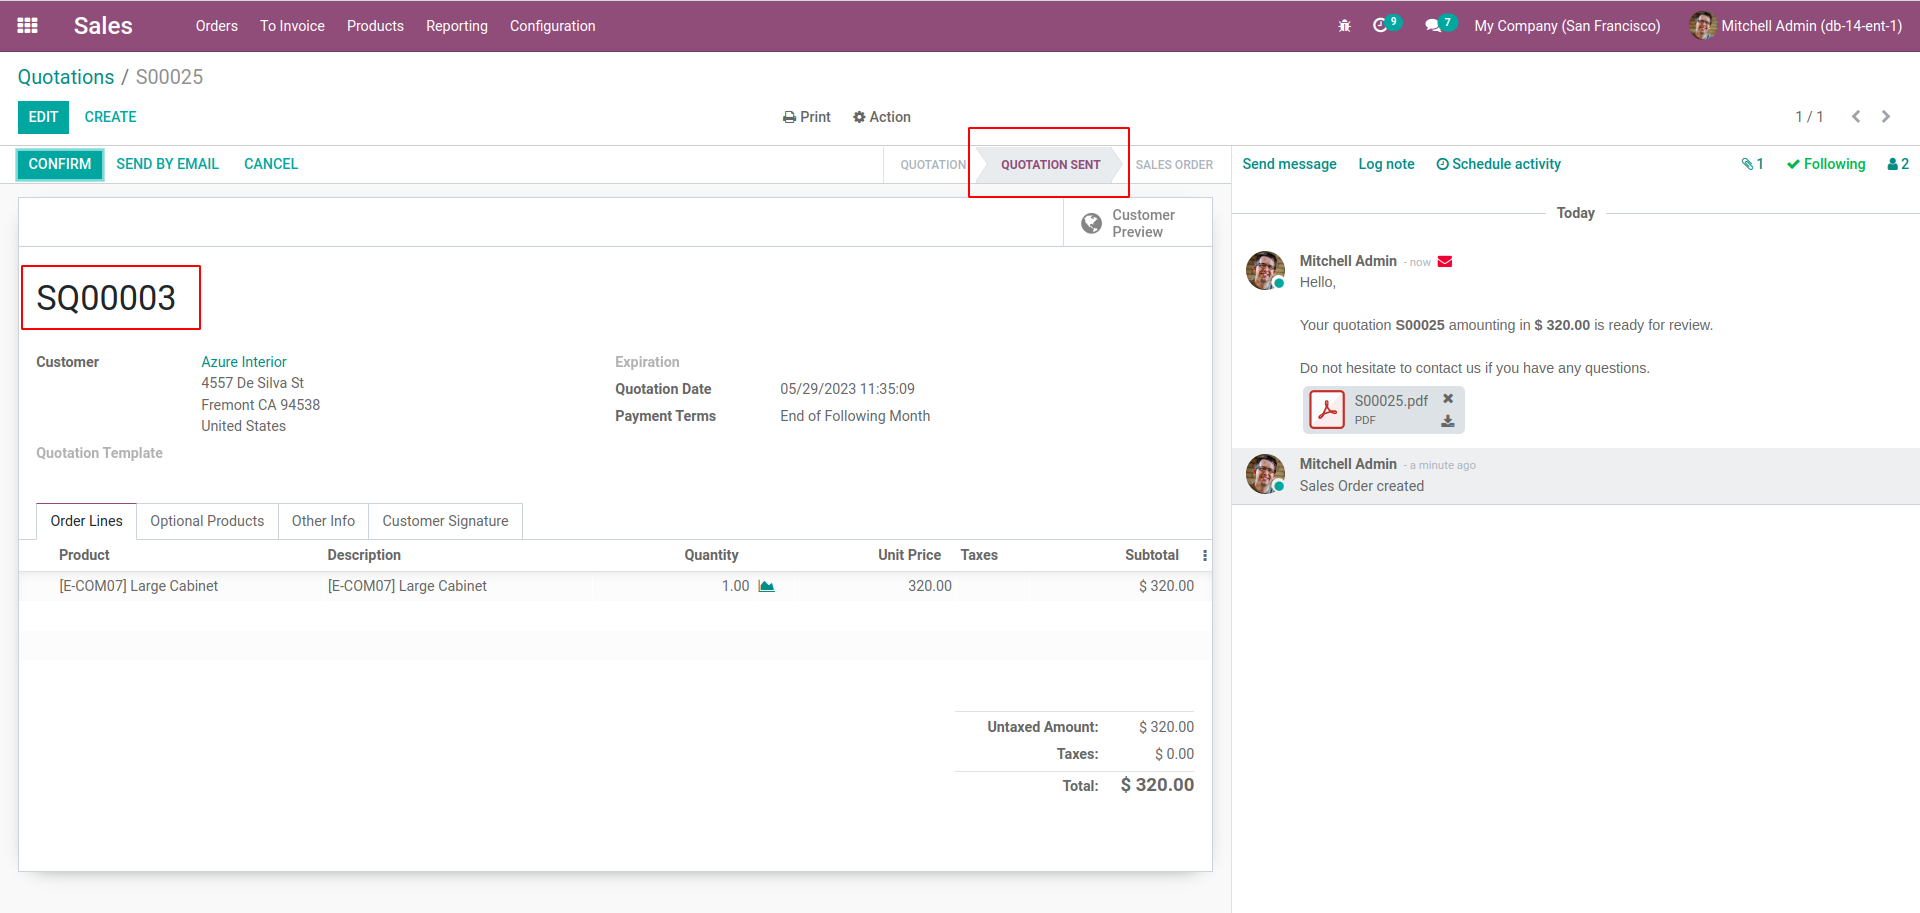 Sales Orders To Invoice Products Reporting Configuration 9 7 My Company (San Francisco) Mitchell Admin (db-14-ent-1)
Quotations / S00025
EDIT CREATE Print Action 1 / 1
CONFIRM SEND BY EMAIL CANCEL QUOTATION QUOTATION SENT SALES ORDER
Customer
Preview
SQ00003
Customer Azure Interior
4557 De Silva St
Fremont CA 94538
United States
Quotation Template
Expiration
Quotation Date 05/29/2023 11:35:09
Payment Terms End of Following Month
Order Lines Optional Products Other Info Customer Signature
Product Description Quantity Unit Price Taxes Subtotal
[E-COM07] Large Cabinet [E-COM07] Large Cabinet 1.00 320.00 $ 320.00
Untaxed Amount: $ 320.00
Taxes: $ 0.00
Total: $ 320.00
Send message Log note Schedule activity 1 Following 2
Today
Mitchell Admin - now
Hello,
Your quotation S00025 amounting in $ 320.00 is ready for review.
Do not hesitate to contact us if you have any questions.
S00025.pdf
PDF
Mitchell Admin - a minute ago
Sales Order created